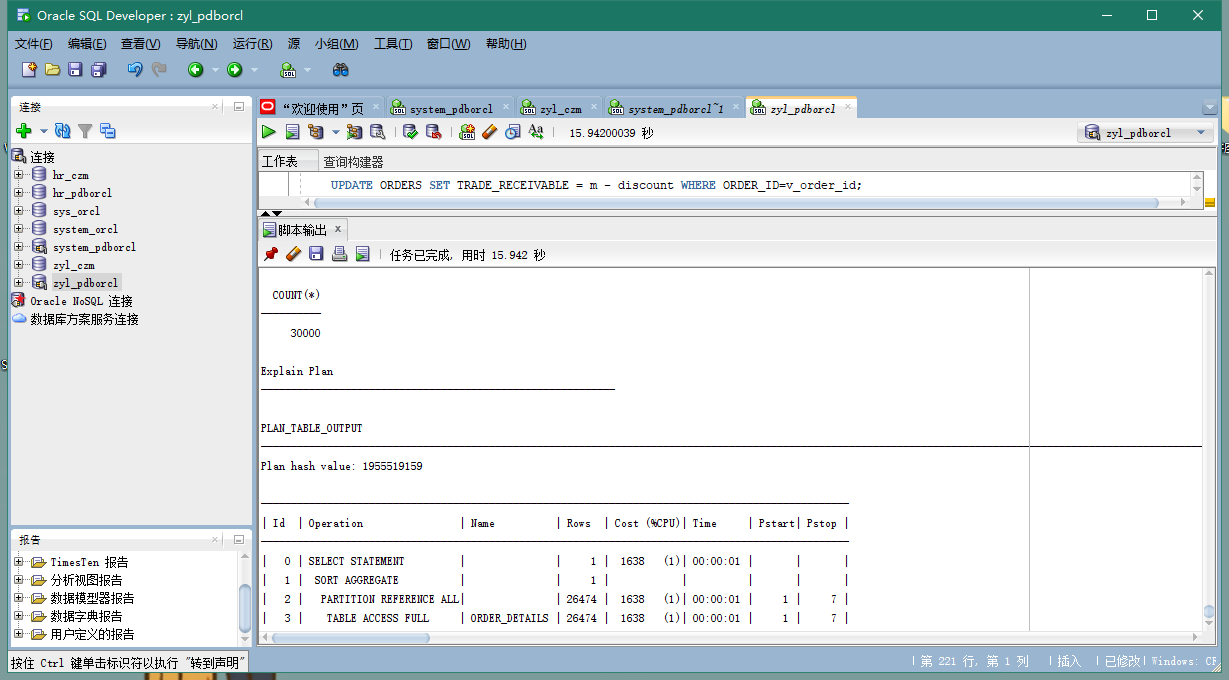 Oracle SQL Developer : zyl_pdborcl
文件(F) 编辑(E) 查看(V) 导航(N) 运行(R) 源 小组(M) 工具(T) 窗口(W) 帮助(H)
连接
连接
hr_czm
hr_pdborcl
sys_orcl
system_orcl
system_pdborcl
zyl_czm
zyl_pdborcl
Oracle NoSQL 连接
数据库方案服务连接
报告
TimesTen 报告
分析视图报告
数据模型器报告
数据字典报告
用户定义的报告
“欢迎使用”页 system_pdborcl zyl_czm system_pdborcl~1 zyl_pdborcl
15.94200039 秒 zyl_pdborcl
工作表 查询构建器
UPDATE ORDERS SET TRADE_RECEIVABLE = m - discount WHERE ORDER_ID=v_order_id;
脚本输出 x
任务已完成, 用时 15.942 秒
COUNT(*)
30000
Explain Plan
PLAN_TABLE_OUTPUT
Plan hash value: 1955519159
| Id | Operation | Name | Rows | Cost (%CPU)| Time | Pstart| Pstop |
| 0 | SELECT STATEMENT | | 1 | 1638 (1)| 00:00:01 | | |
| 1 | SORT AGGREGATE | | 1 | | | | |
| 2 | PARTITION REFERENCE ALL| | 26474 | 1638 (1)| 00:00:01 | 1 | 7 |
| 3 | TABLE ACCESS FULL | ORDER_DETAILS | 26474 | 1638 (1)| 00:00:01 | 1 | 7 |
按住 Ctrl 键单击标识符以执行 "转到声明"
| 第 221 行, 第 1 列 | 插入 | 已修改| Windows: CF